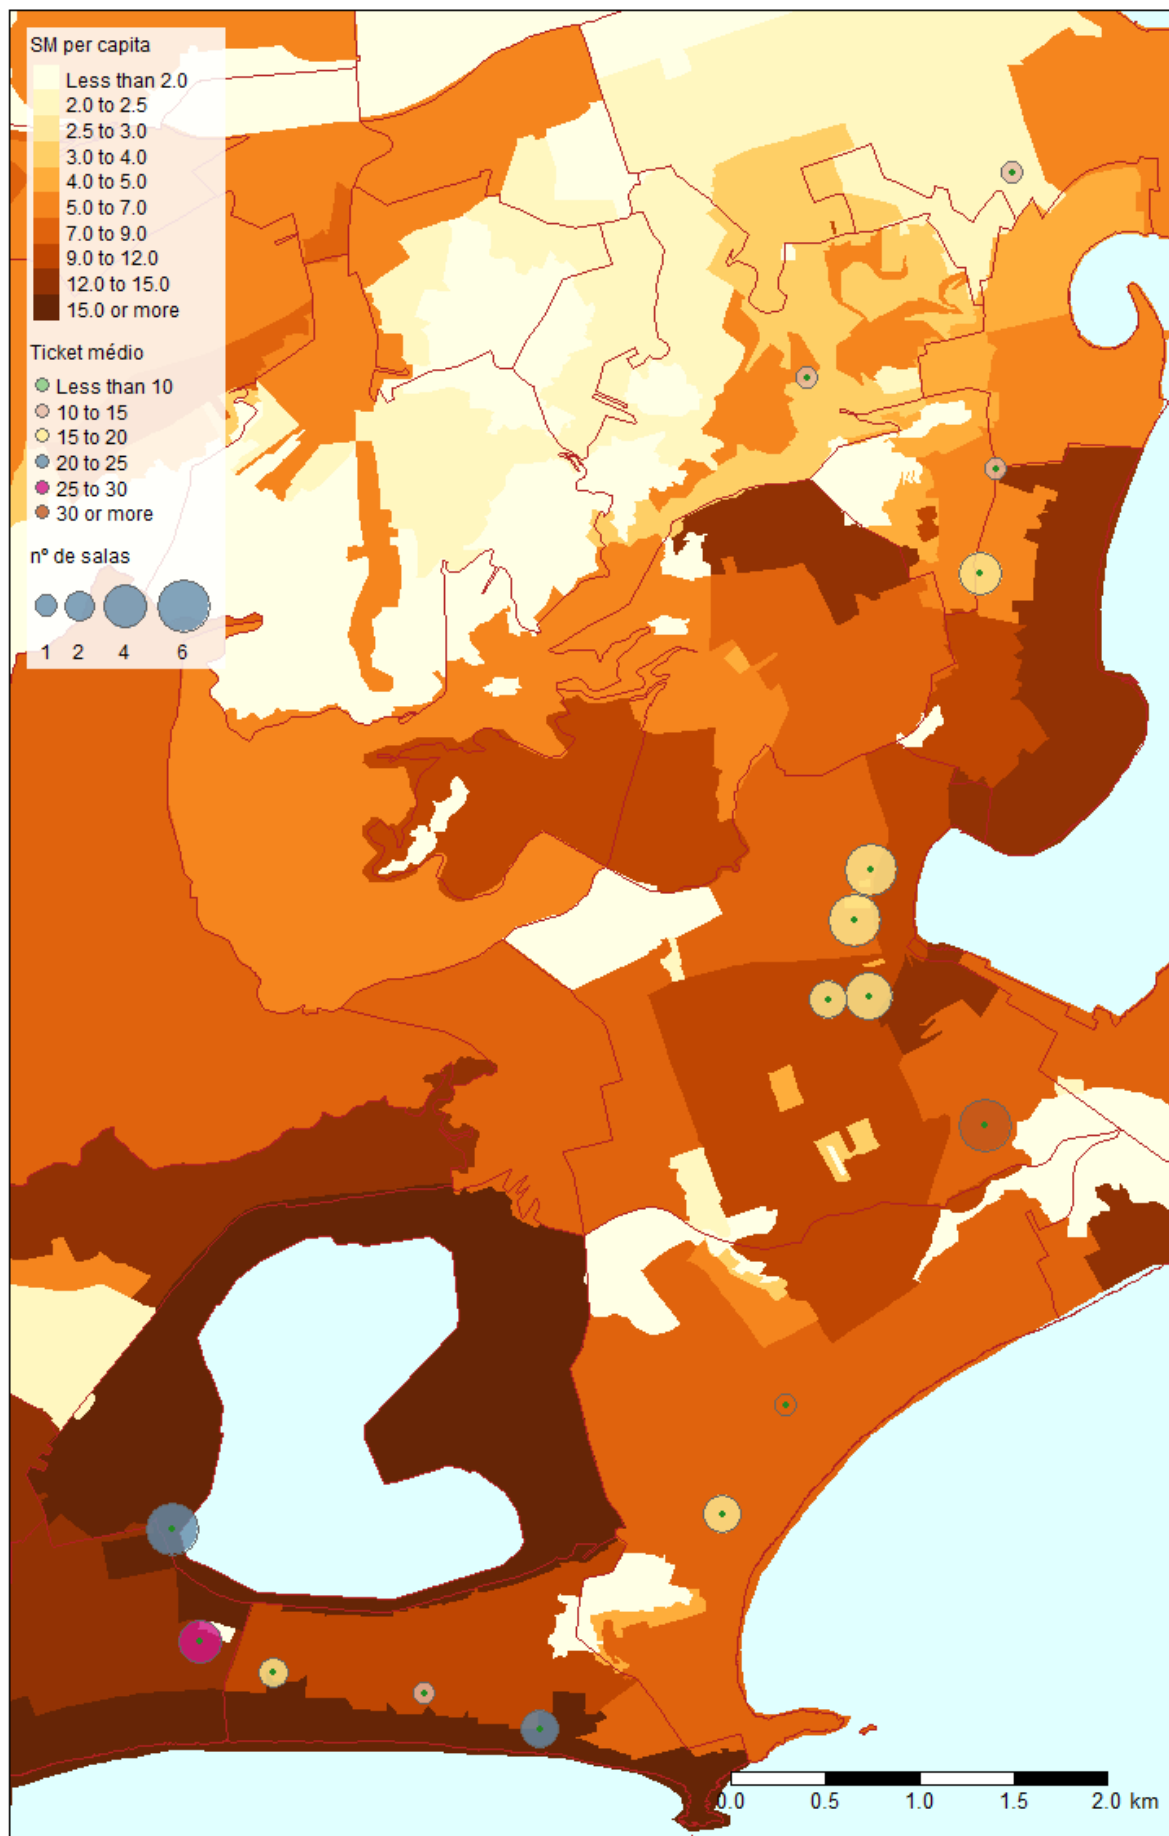 SM per capita
Less than 2.0
2.0 to 2.5
2.5 to 3.0
3.0 to 4.0
4.0 to 5.0
5.0 to 7.0
7.0 to 9.0
9.0 to 12.0
12.0 to 15.0
15.0 or more
Ticket médio
Less than 10
10 to 15
15 to 20
20 to 25
25 to 30
30 or more
nº de salas
1 2 4 6
0.0 0.5 1.0 1.5 2.0 km